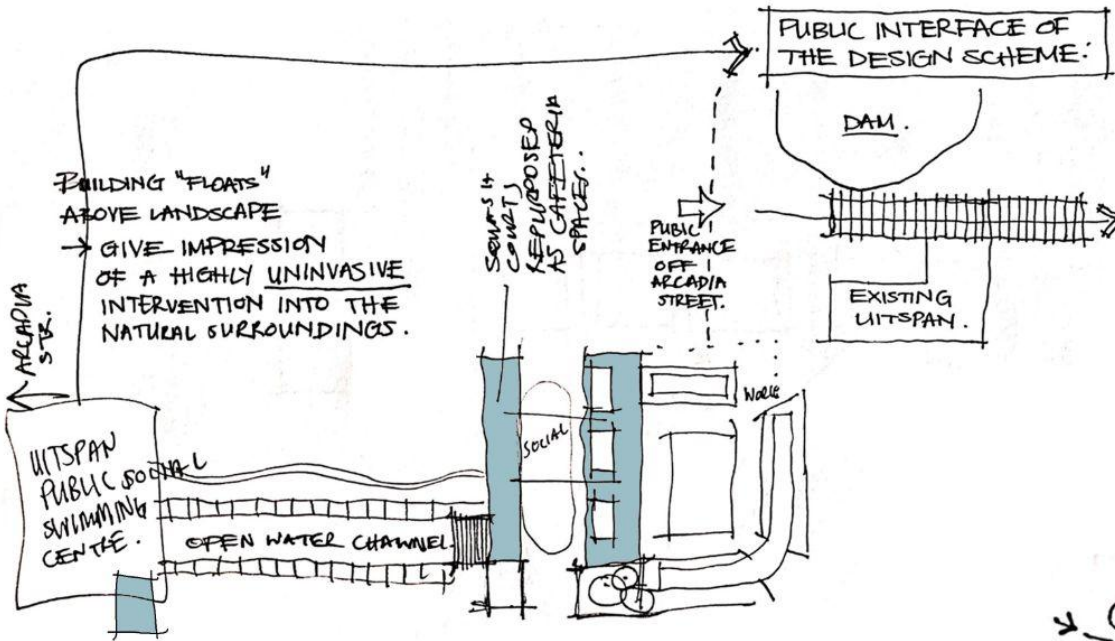 PUBLIC INTERFACE OF
THE DESIGN SCHEME:
DAM.
BUILDING "FLOATS"
ABOVE LANDSCAPE
→ GIVE IMPRESSION
OF A HIGHLY UNINVASIVE
INTERVENTION INTO THE
NATURAL SURROUNDINGS.
SQUASH
COURTS
REPURPOSED
AS CAFETERIA
SPACES...
PUBIC
ENTRANCE
OFF
ARCADIA
STREET.
EXISTING
UITSPAN.
ARCADIA
STR.
UITSPAN
PUBLIC SOCIAL
SWIMMING
CENTRE.
OPEN WATER CHANNEL.
SOCIAL